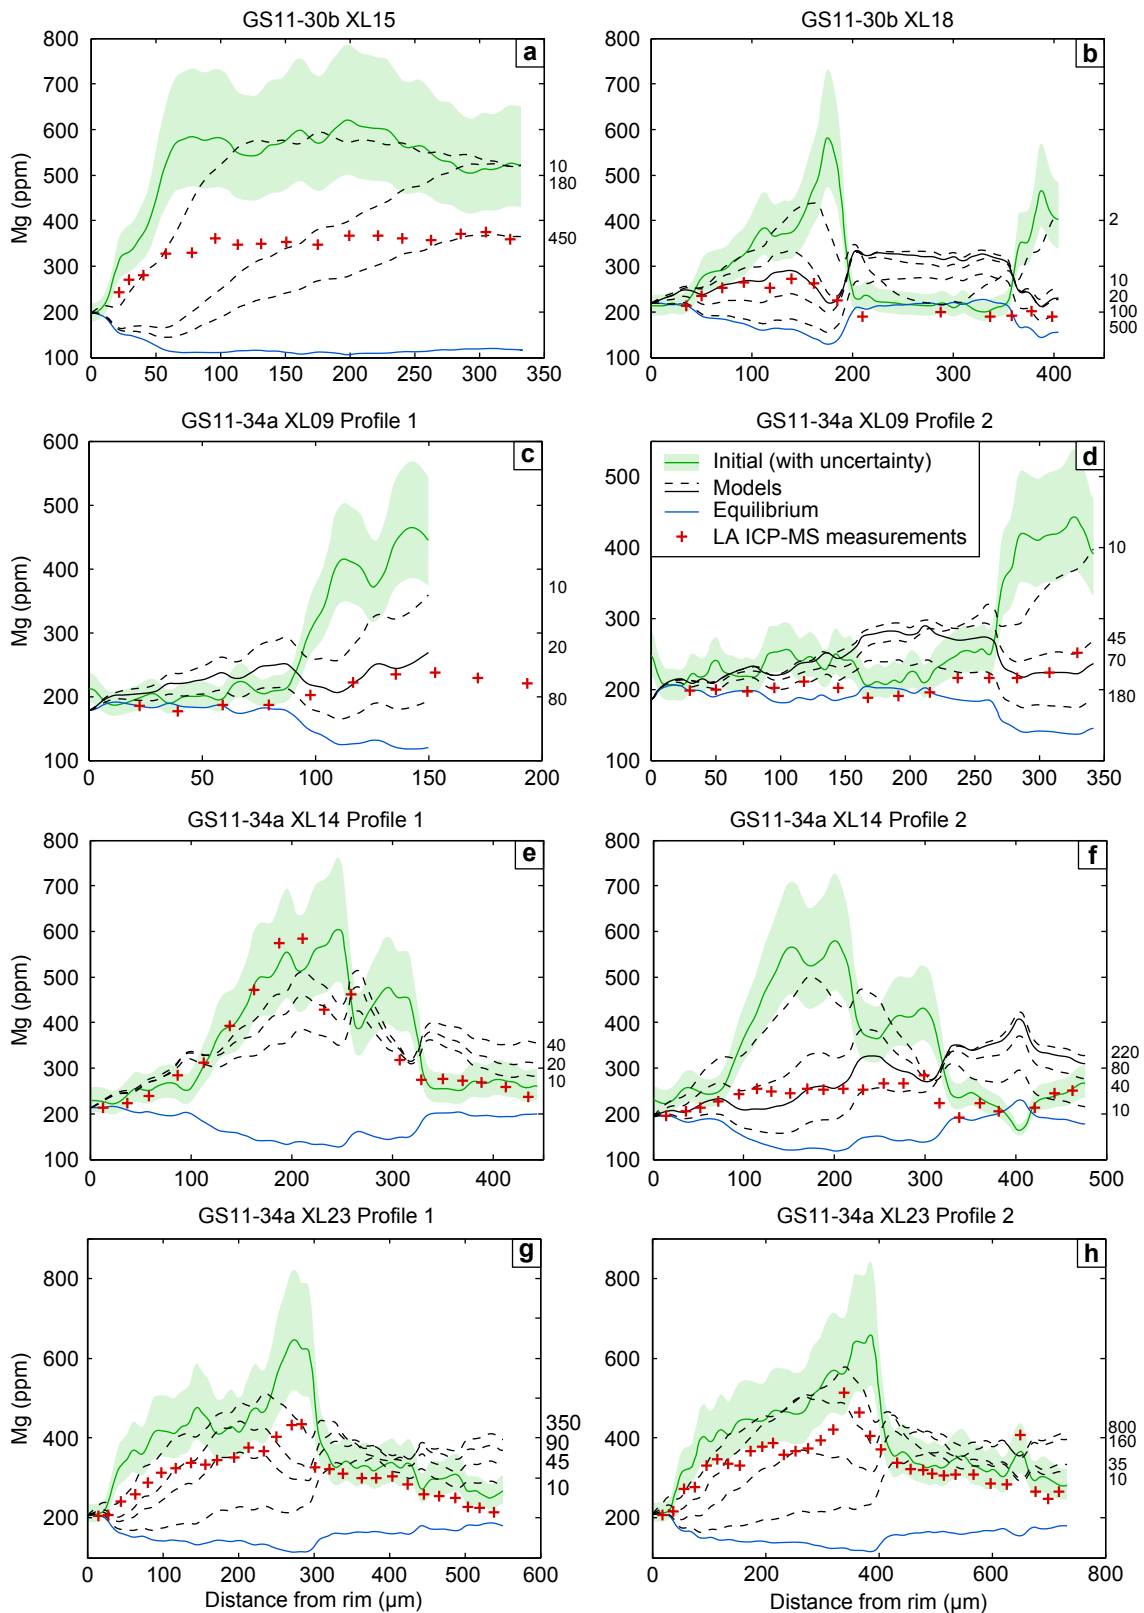 GS11-30b XL15
a
800
700
600
500
400
300
200
100
Mg (ppm)
10
180
450
0 50 100 150 200 250 300 350
GS11-30b XL18
b
800
700
600
500
400
300
200
100
2
10
20
100
500
0 100 200 300 400
GS11-34a XL09 Profile 1
c
600
500
400
300
200
100
Mg (ppm)
10
20
80
0 50 100 150 200
GS11-34a XL09 Profile 2
d
Initial (with uncertainty)
Models
Equilibrium
LA ICP-MS measurements
500
400
300
200
100
10
45
70
180
0 50 100 150 200 250 300 350
GS11-34a XL14 Profile 1
e
800
700
600
500
400
300
200
100
Mg (ppm)
40
20
10
0 100 200 300 400
GS11-34a XL14 Profile 2
f
800
700
600
500
400
300
200
100
220
80
40
10
0 100 200 300 400 500
GS11-34a XL23 Profile 1
g
800
600
400
200
Mg (ppm)
350
90
45
10
0 100 200 300 400 500 600
Distance from rim (µm)
GS11-34a XL23 Profile 2
h
800
600
400
200
800
160
35
10
0 200 400 600 800
Distance from rim (µm)